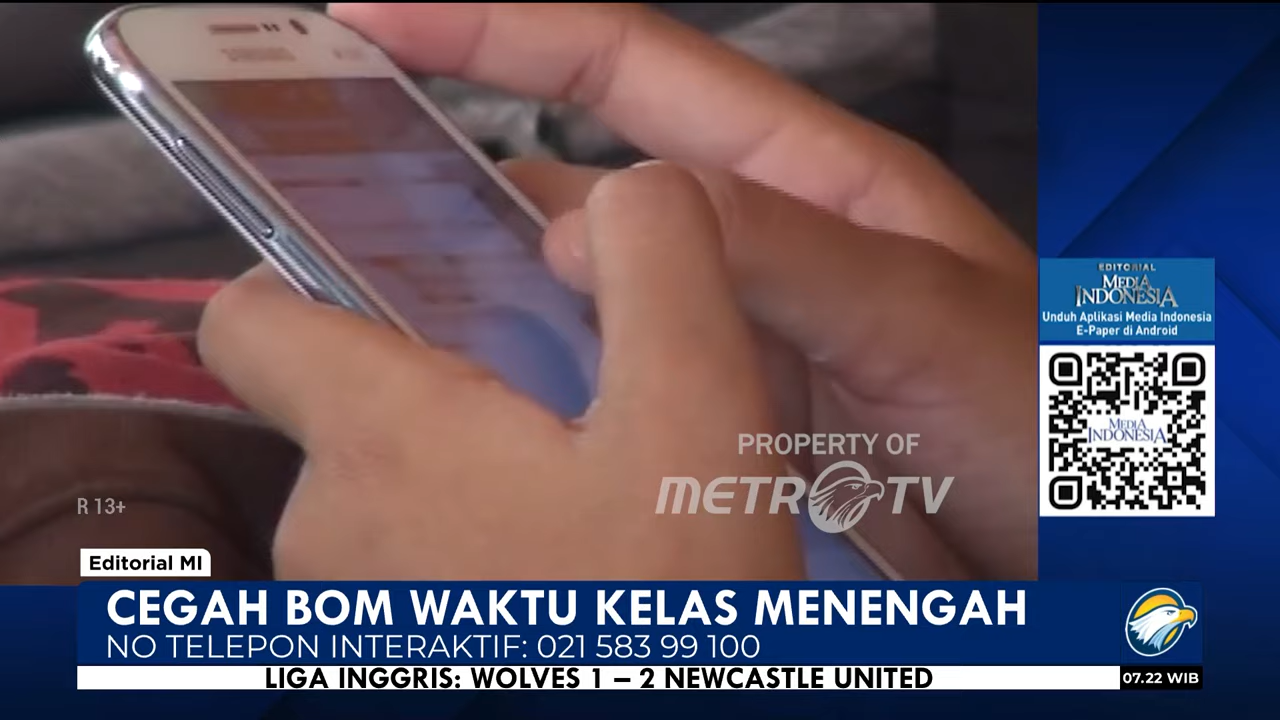 EDITORIAL
MEDIA
INDONESIA
Unduh Aplikasi Media Indonesia
E-Paper di Android
MEDIA
INDONESIA
PROPERTY OF
METRO TV
R 13+
Editorial MI
CEGAH BOM WAKTU KELAS MENENGAH
NO TELEPON INTERAKTIF: 021 583 99 100
LIGA INGGRIS: WOLVES 1 – 2 NEWCASTLE UNITED
07.22 WIB